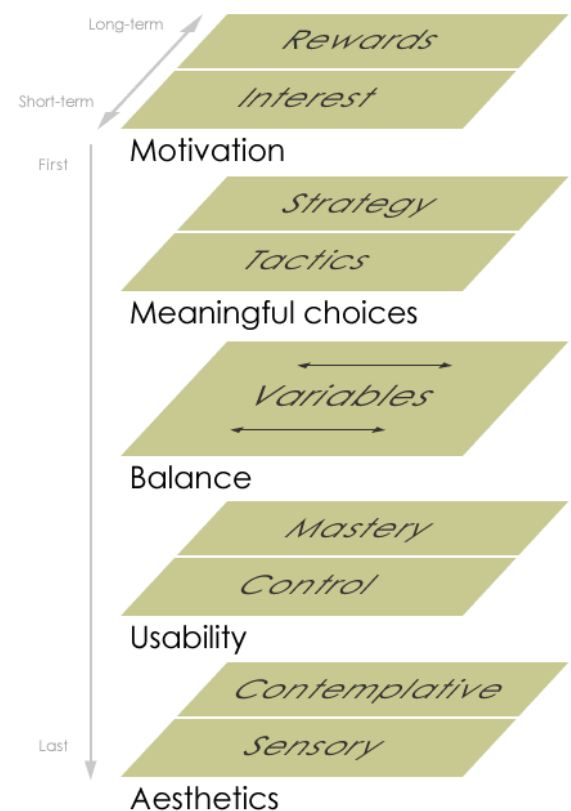 Long-term
Rewards
Short-term
Interest
Motivation
First
Strategy
Tactics
Meaningful choices
Variables
Balance
Mastery
Control
Usability
Contemplative
Last
Sensory
Aesthetics